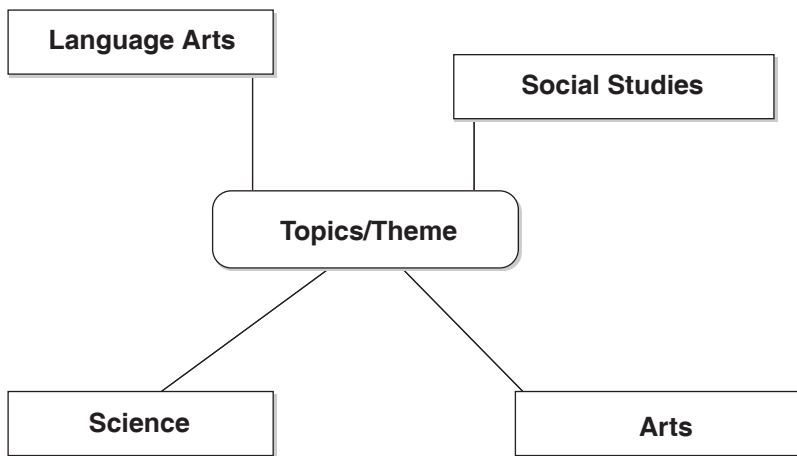 Language Arts
Social Studies
Topics/Theme
Science
Arts